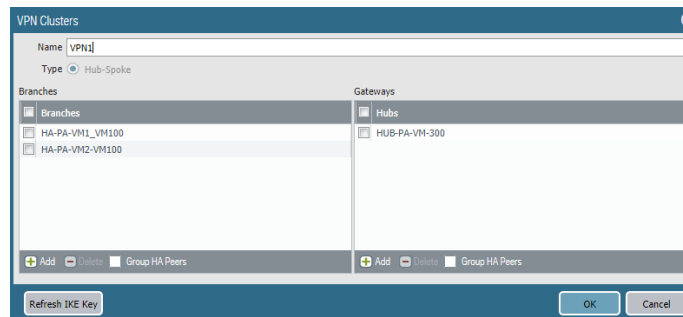 VPN Clusters
Name VPN1
Type Hub-Spoke
Branches
Branches
HA-PA-VM1_VM100
HA-PA-VM2-VM100
Add Delete Group HA Peers
Gateways
Hubs
HUB-PA-VM-300
Add Delete Group HA Peers
Refresh IKE Key
OK Cancel